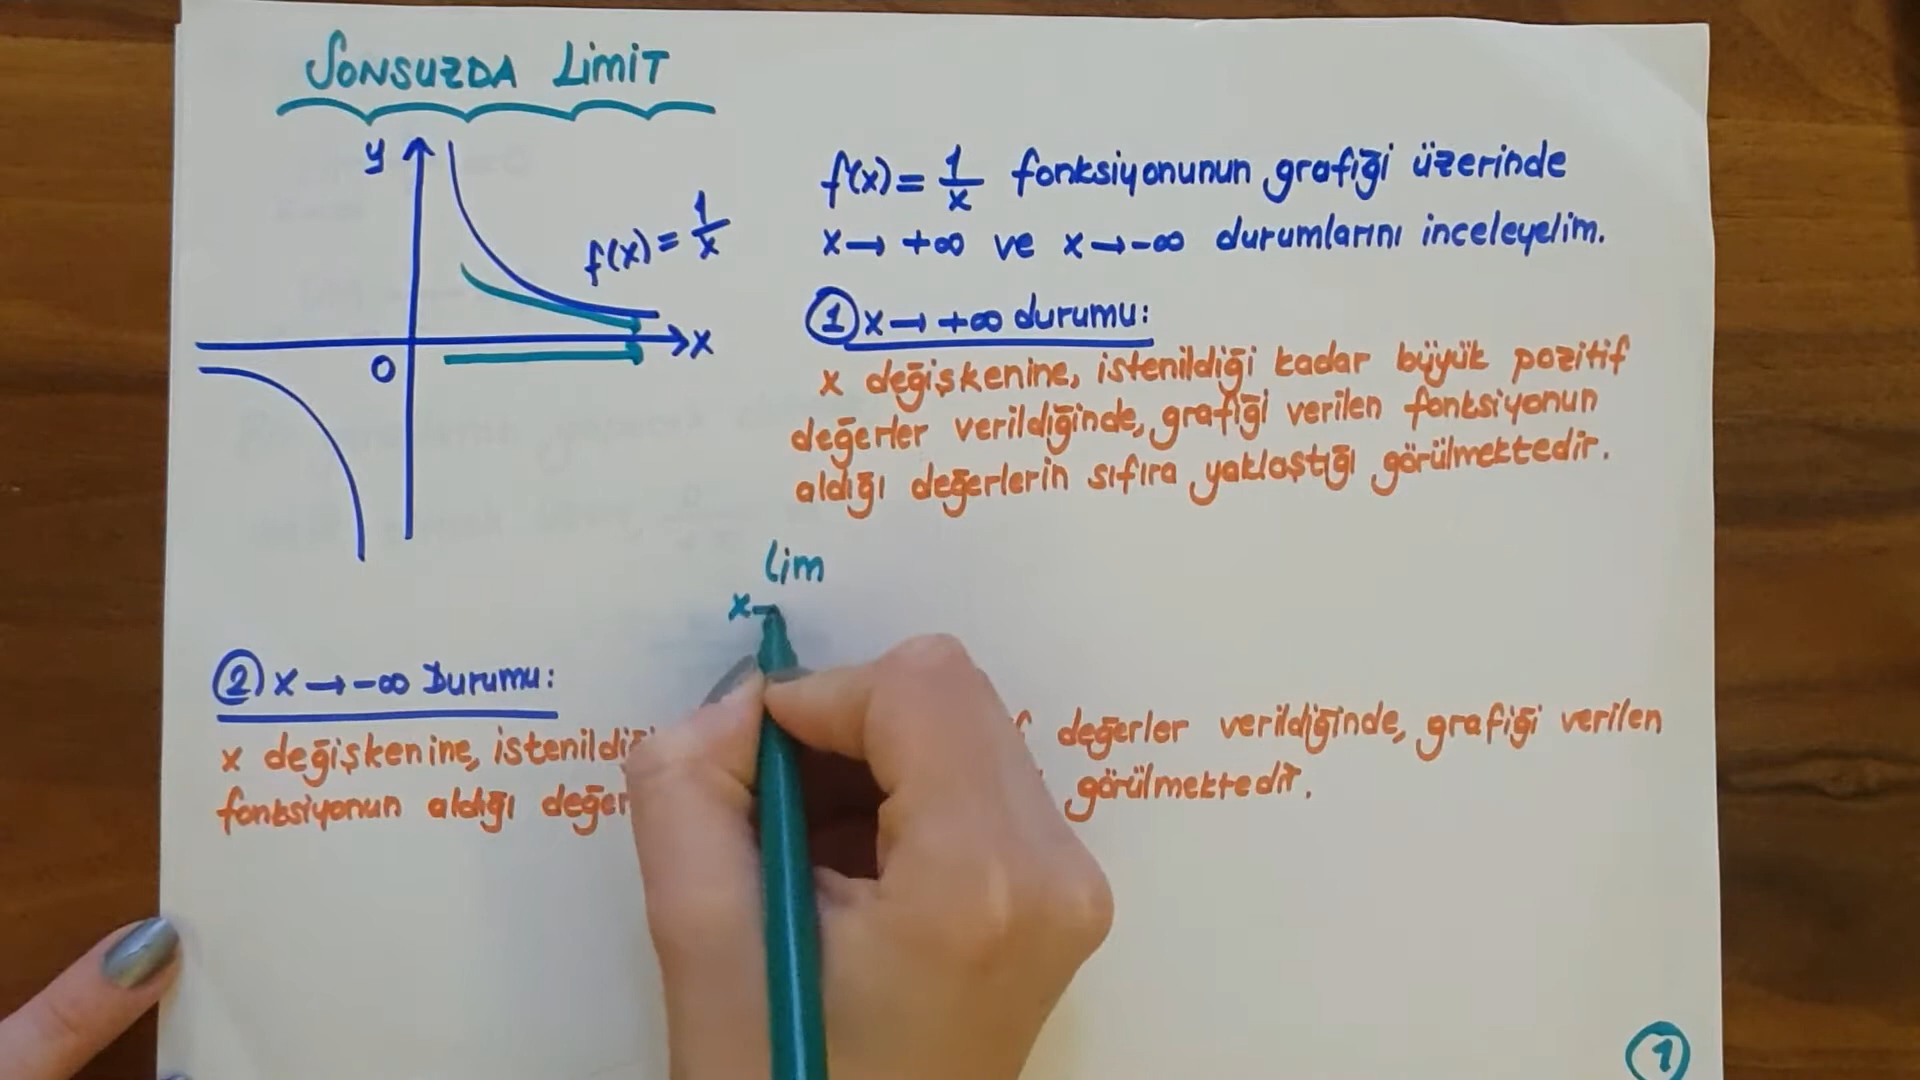 SONSUZDA LİMİT
y
f(x) = 1/x
x
0
f(x) = 1/x fonksiyonunun grafiği üzerinde
x → +∞ ve x → -∞ durumlarını inceleyelim.
① x → +∞ durumu:
x değişkenine, istenildiği kadar büyük pozitif
değerler verildiğinde, grafiği verilen fonksiyonun
aldığı değerlerin sıfıra yaklaştığı görülmektedir.
lim
x-
② x → -∞ Durumu:
x değişkenine, değerler verildiğinde, grafiği verilen
fonksiyonun aldığı görülmektedir.
①